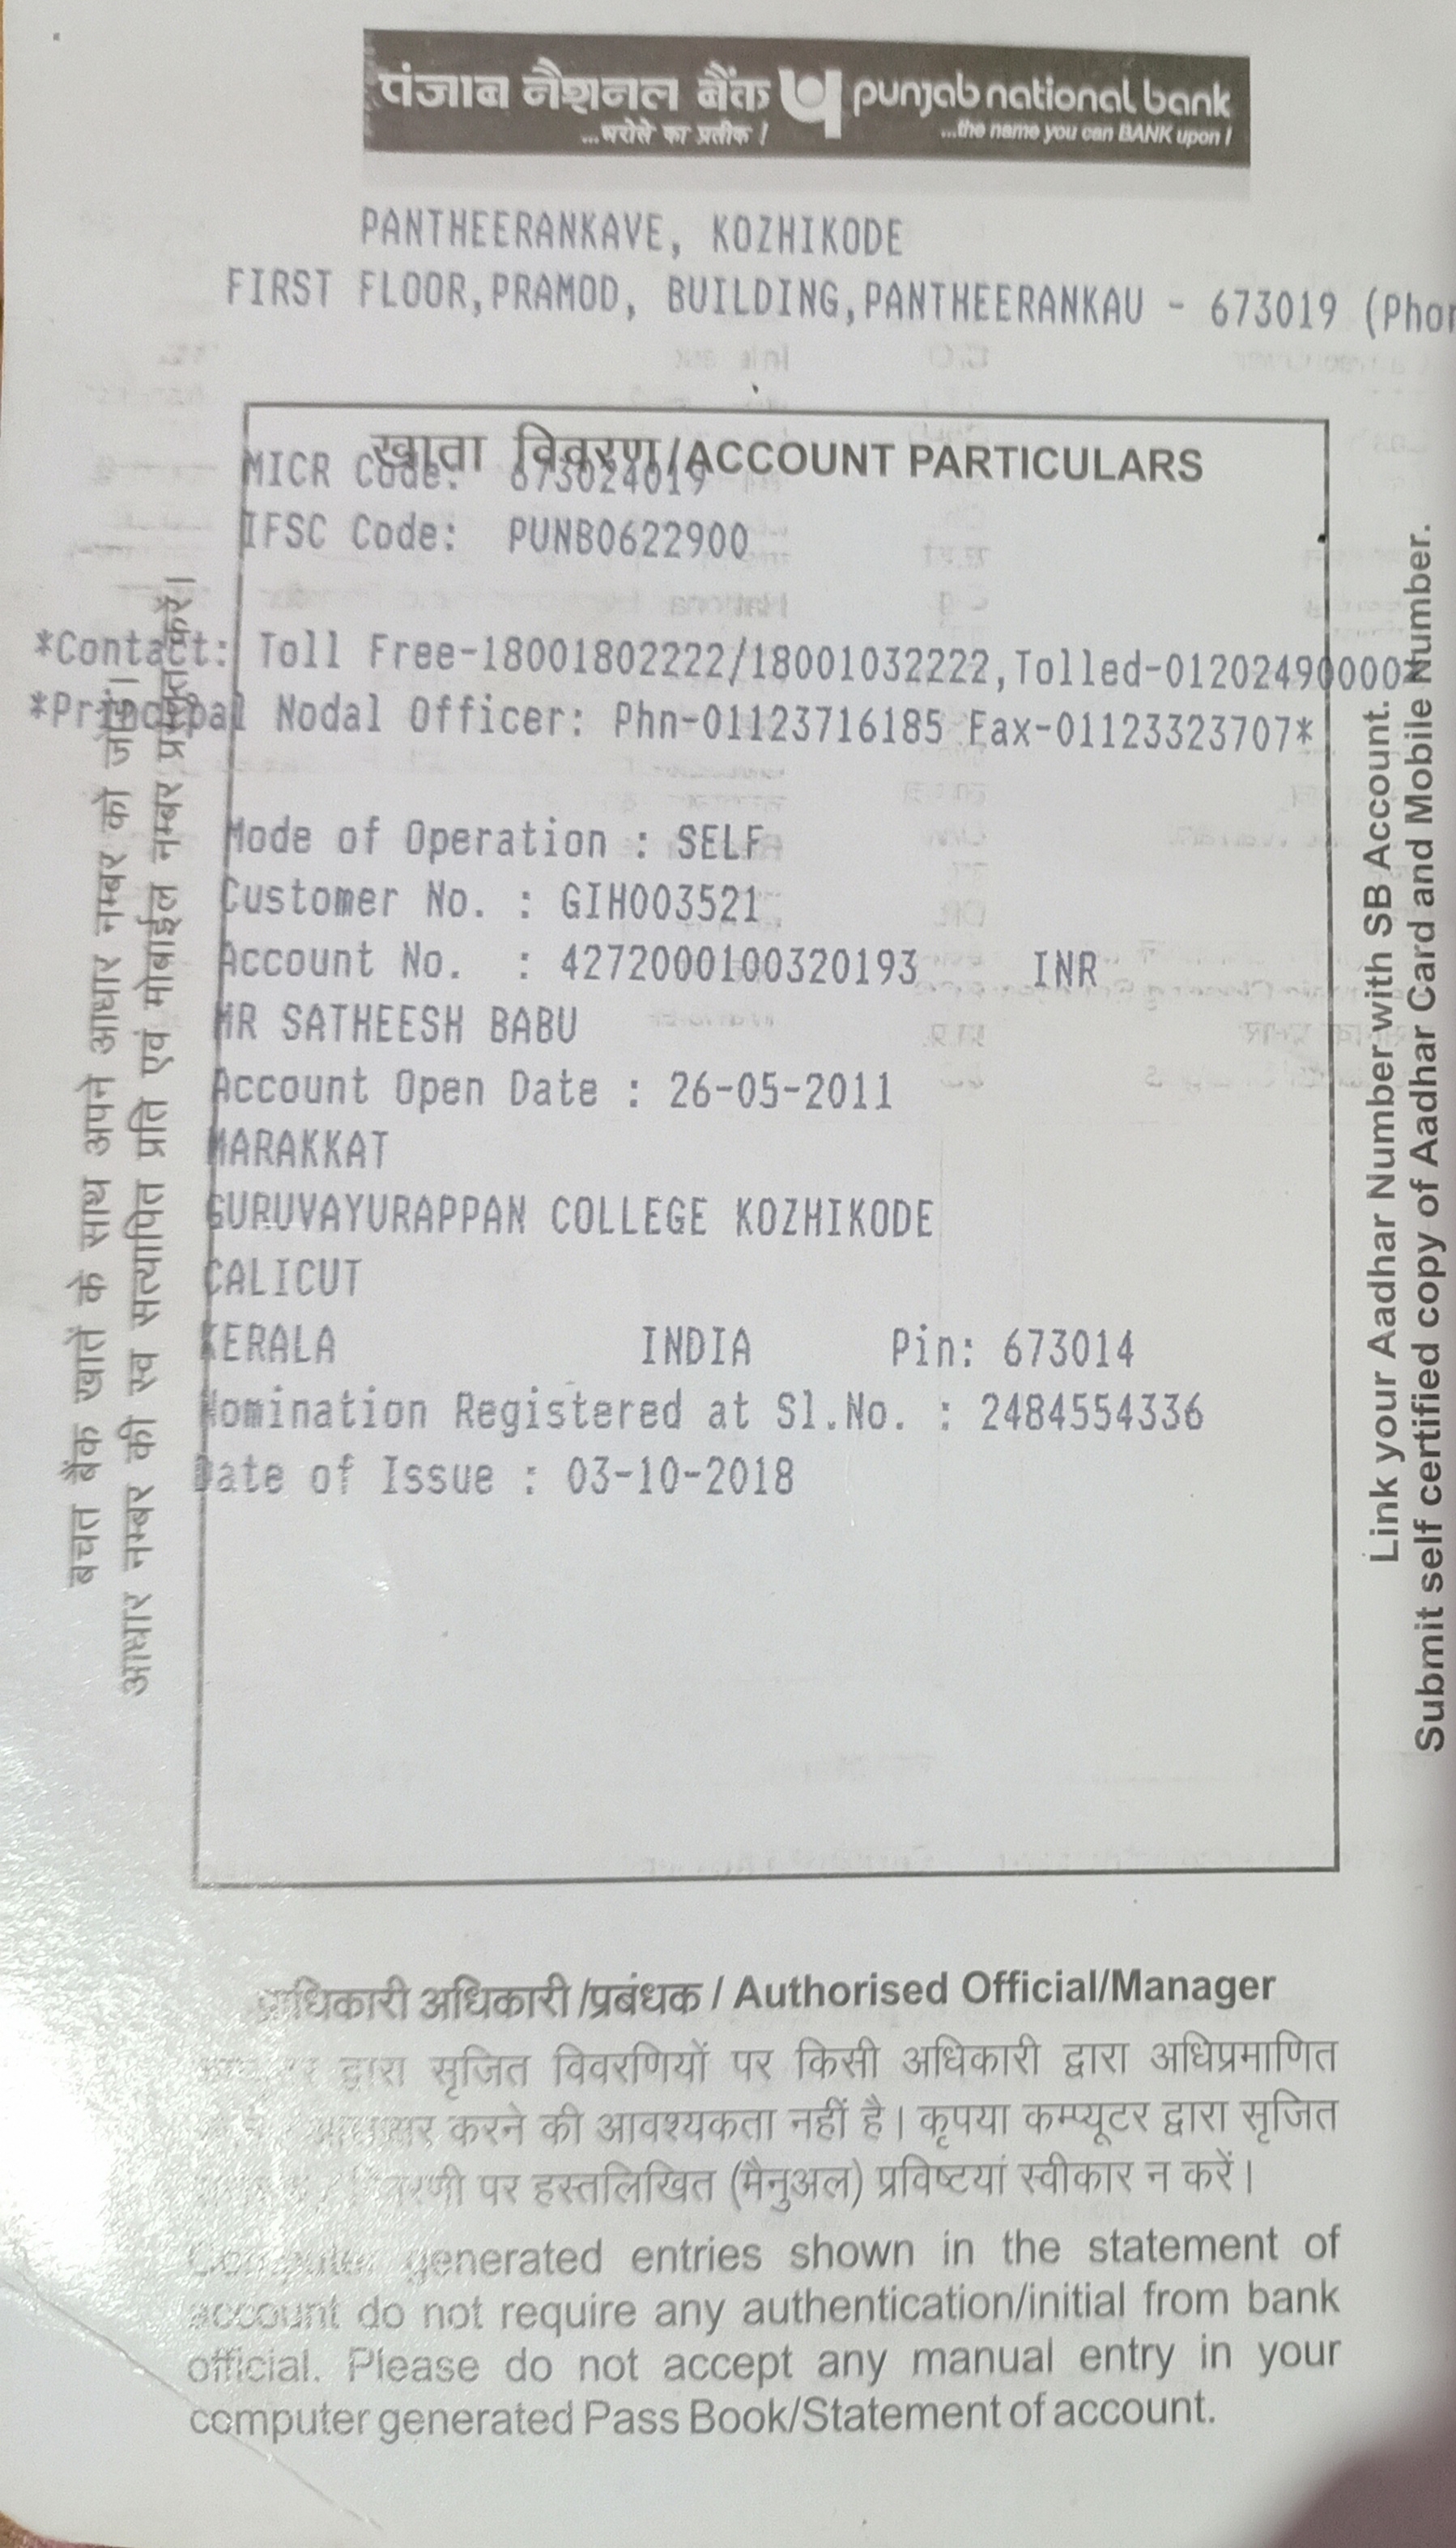 पंजाब नैशनल बैंक punjab national bank
...भरोसे का प्रतीक ! ...the name you can BANK upon !
PANTHEERANKAVE, KOZHIKODE
FIRST FLOOR,PRAMOD, BUILDING,PANTHEERANKAU - 673019 (Phon
खाता विवरण/ACCOUNT PARTICULARS
MICR Code: 673024019
IFSC Code: PUNB0622900
*Contact: Toll Free-18001802222/18001032222,Tolled-01202490000*
*Principal Nodal Officer: Phn-01123716185 Fax-01123323707*
Mode of Operation : SELF
Customer No. : GIH003521
Account No. : 4272000100320193 INR
MR SATHEESH BABU
Account Open Date : 26-05-2011
MARAKKAT
GURUVAYURAPPAN COLLEGE KOZHIKODE
CALICUT
KERALA INDIA Pin: 673014
Nomination Registered at Sl.No. : 2484554336
Date of Issue : 03-10-2018
बचत बैंक खातें के साथ अपने आधार नम्बर को जोड़ें।
आधार नम्बर की स्व सत्यापित प्रति एवं मोबाईल नम्बर प्रस्तुत करें।
Link your Aadhar Number with SB Account.
Submit self certified copy of Aadhar Card and Mobile Number.
प्राधिकारी अधिकारी/प्रबंधक / Authorised Official/Manager
द्वारा सृजित विवरणियों पर किसी अधिकारी द्वारा अधिप्रमाणित
करने की आवश्यकता नहीं है। कृपया कम्प्यूटर द्वारा सृजित
पर हस्तलिखित (मैनुअल) प्रविष्टयां स्वीकार न करें।
Computer generated entries shown in the statement of
account do not require any authentication/initial from bank
official. Please do not accept any manual entry in your
computer generated Pass Book/Statement of account.